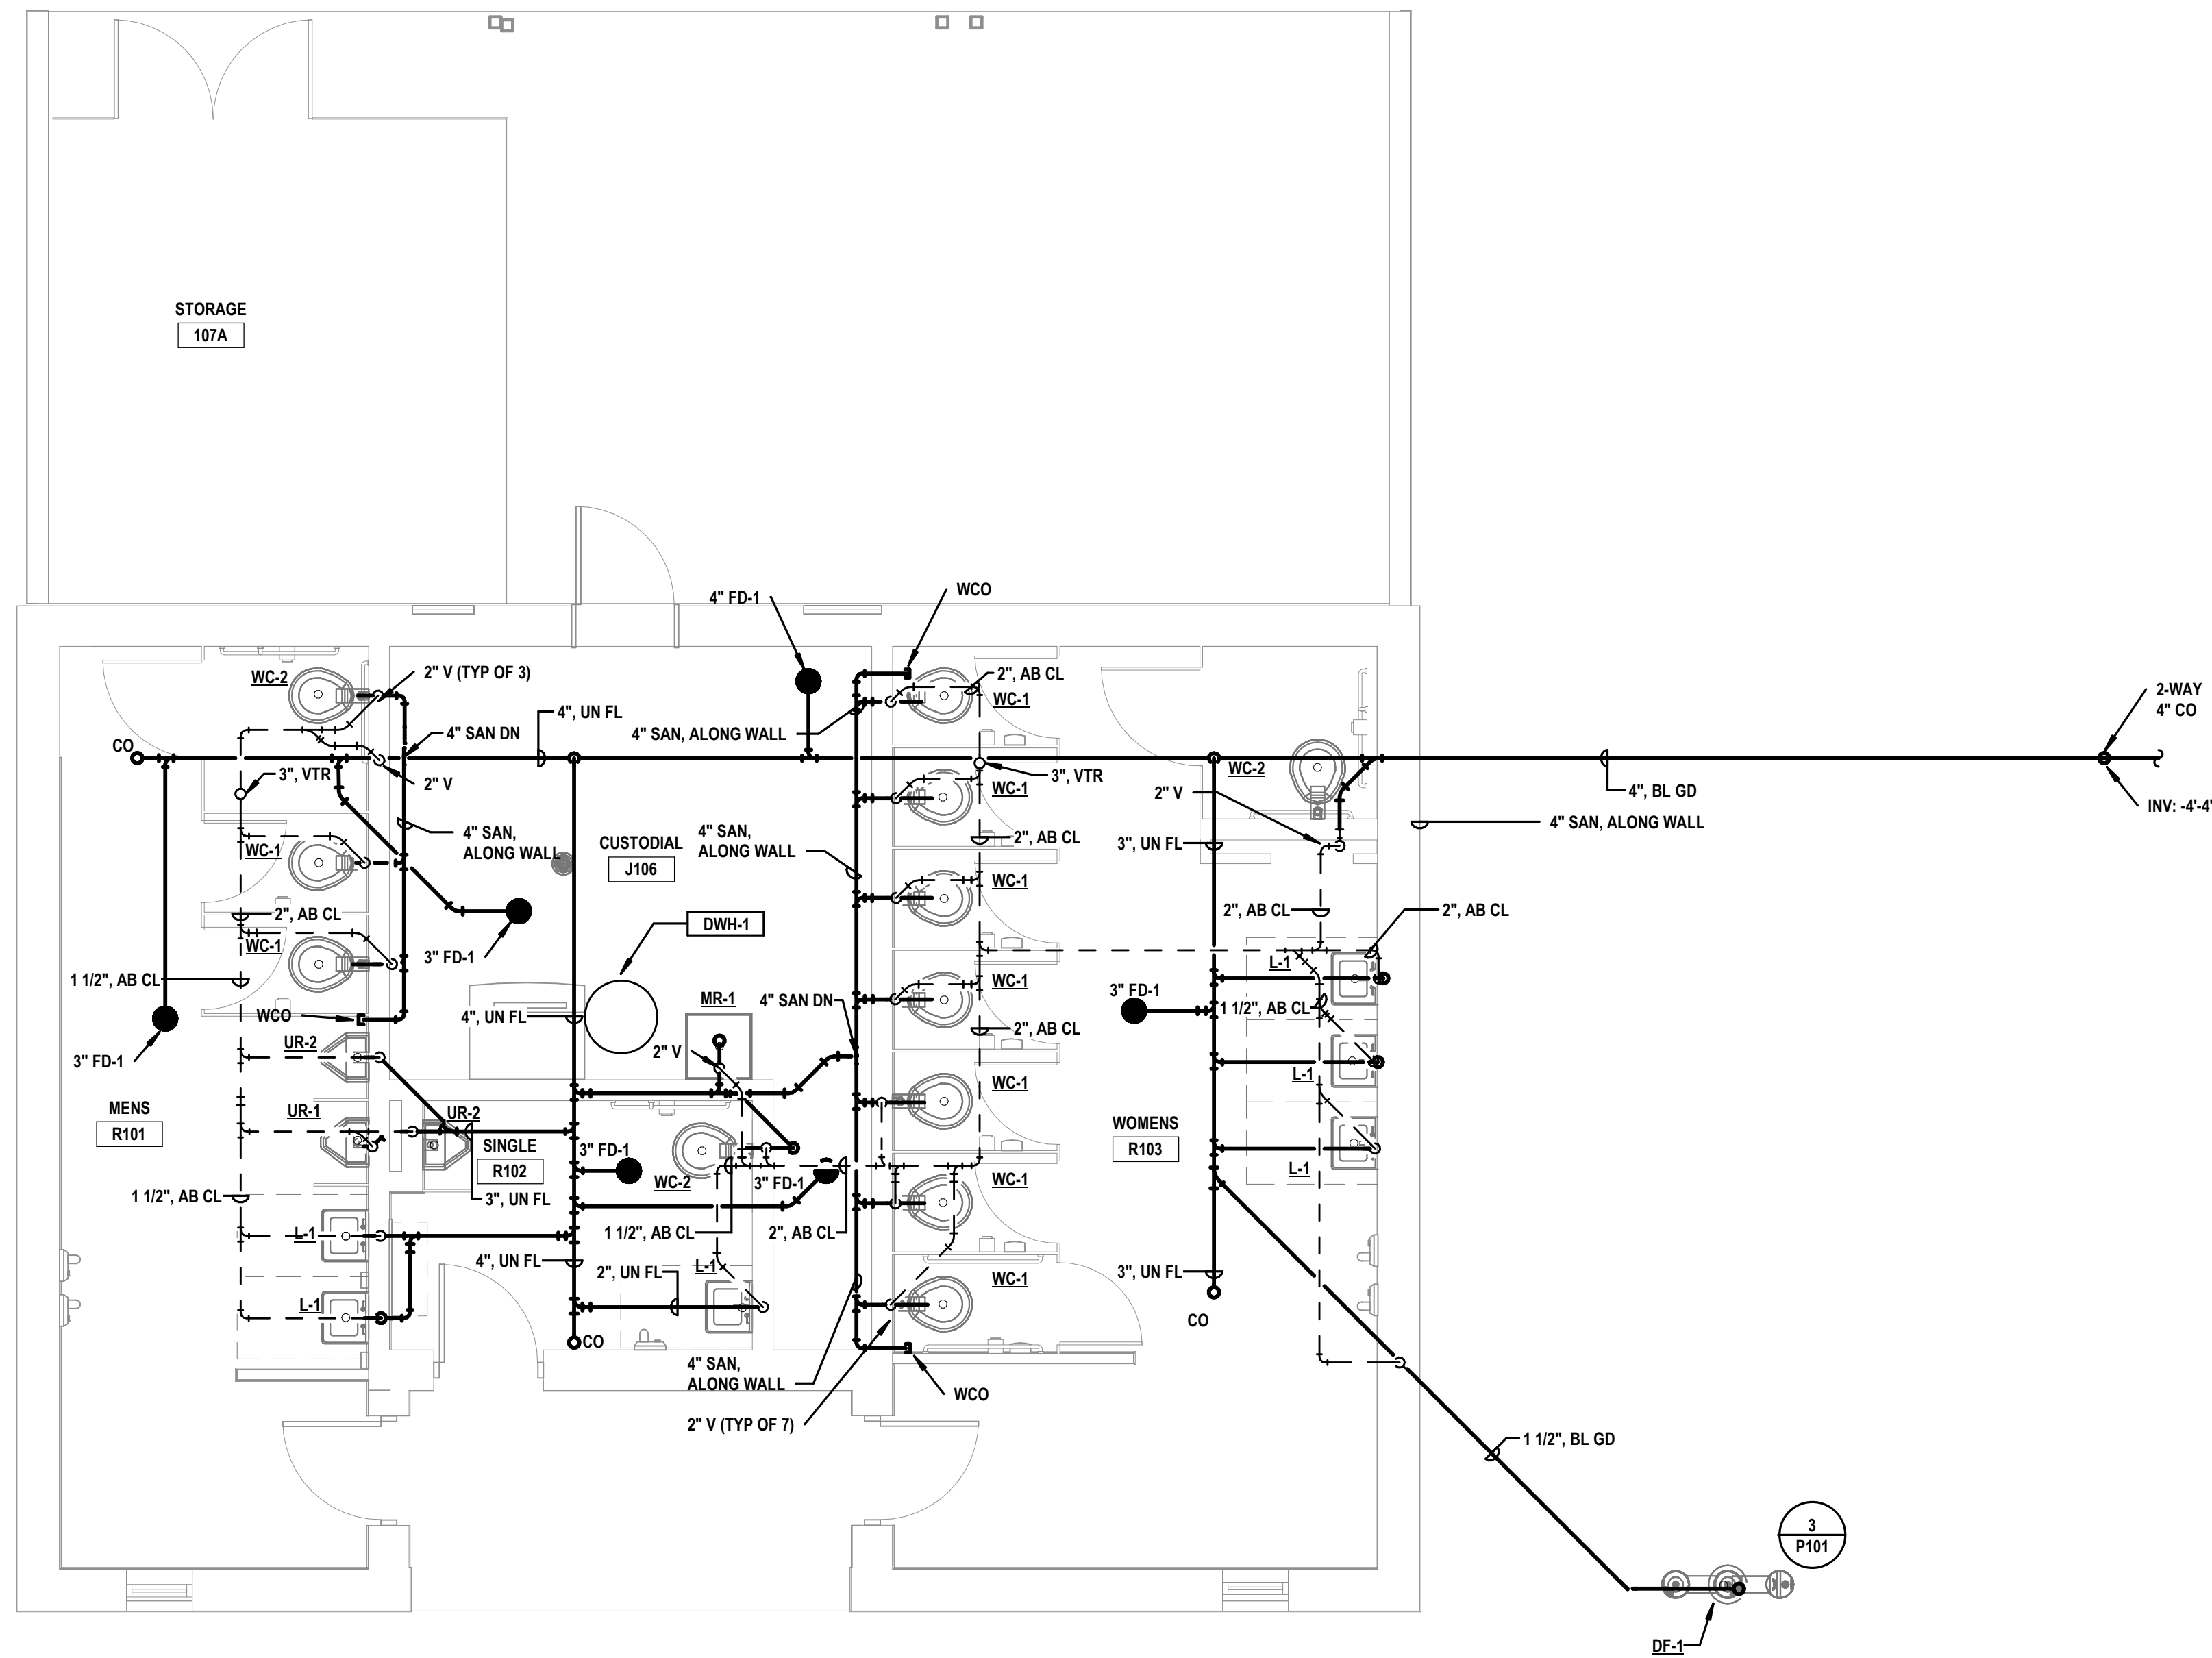 STORAGE
107A
4" FD-1
WCO
WC-2
2" V (TYP OF 3)
2", AB CL
WC-1
2-WAY
4" CO
4", UN FL
4" SAN DN
4" SAN, ALONG WALL
CO
3", VTR
2" V
3", VTR
WC-1
WC-2
2" V
4", BL GD
INV: -4'-4"
4" SAN,
ALONG WALL
CUSTODIAL
J106
4" SAN,
ALONG WALL
2", AB CL
3", UN FL
4" SAN, ALONG WALL
WC-1
WC-1
2", AB CL
WC-1
DWH-1
2", AB CL
2", AB CL
3" FD-1
1 1/2", AB CL
L-1
WC-1
MR-1
4" SAN DN
3" FD-1
1 1/2", AB CL
WCO
4", UN FL
2", AB CL
UR-2
2" V
3" FD-1
L-1
WC-1
MENS
R101
UR-1
UR-2
SINGLE
R102
3" FD-1
WOMENS
R103
L-1
WC-2
3" FD-1
WC-1
1 1/2", AB CL
3", UN FL
L-1
1 1/2", AB CL
2", AB CL
4", UN FL
2", UN FL
L-1
3", UN FL
WC-1
L-1
CO
CO
4" SAN,
ALONG WALL
WCO
2" V (TYP OF 7)
1 1/2", BL GD
3
P101
DF-1